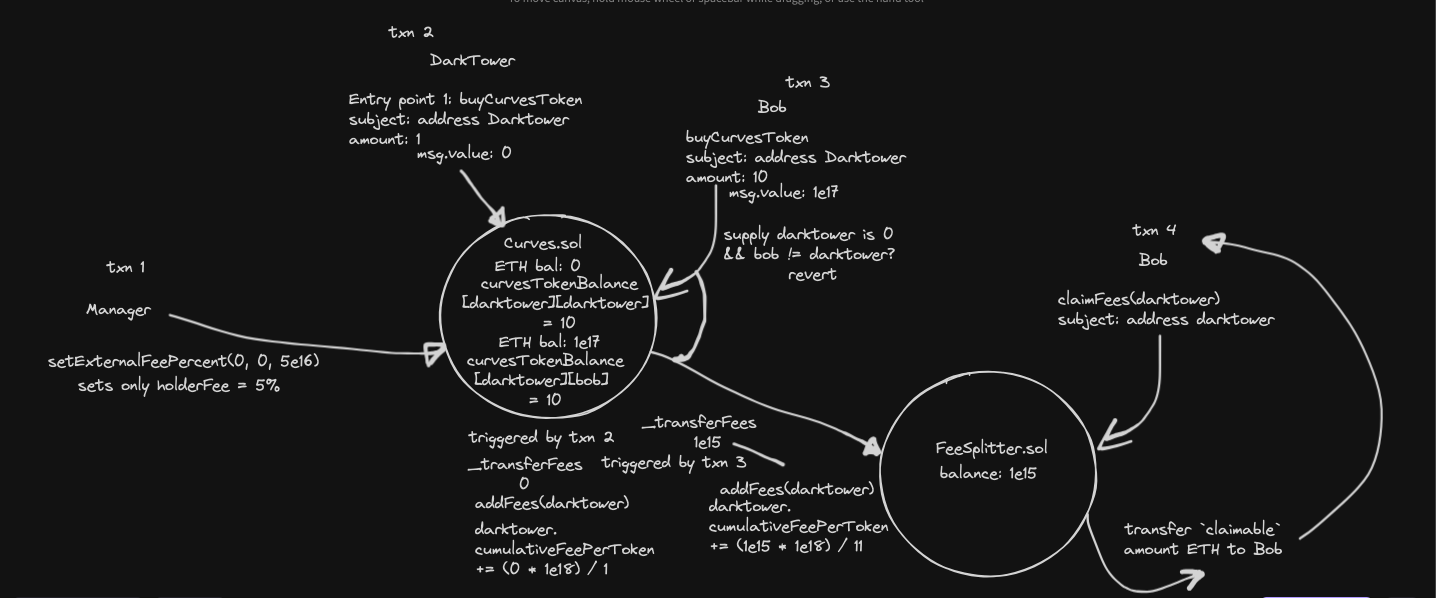 To move canvas, hold mouse wheel or spacebar while dragging, or use the hand tool
txn 2
DarkTower
Entry point 1: buyCurvesToken
subject: address Darktower
amount: 1
msg.value: 0
txn 3
Bob
buyCurvesToken
subject: address Darktower
amount: 10
msg.value: 1e17
supply darktower is 0
&& bob != darktower?
revert
txn 1
Manager
setExternalFeePercent(0, 0, 5e16)
sets only holderFee = 5%
Curves.sol
ETH bal: 0
curvesTokenBalance
[darktower][darktower]
= 10
ETH bal: 1e17
curvesTokenBalance
[darktower][bob]
= 10
triggered by txn 2
_transferFees
0
addFees(darktower)
darktower.
cumulativeFeePerToken
+= (0 * 1e18) / 1
_transferFees
1e15
triggered by txn 3
addFees(darktower)
darktower.
cumulativeFeePerToken
+= (1e15 * 1e18) / 11
txn 4
Bob
claimFees(darktower)
subject: address darktower
FeeSplitter.sol
balance: 1e15
transfer `claimable`
amount ETH to Bob